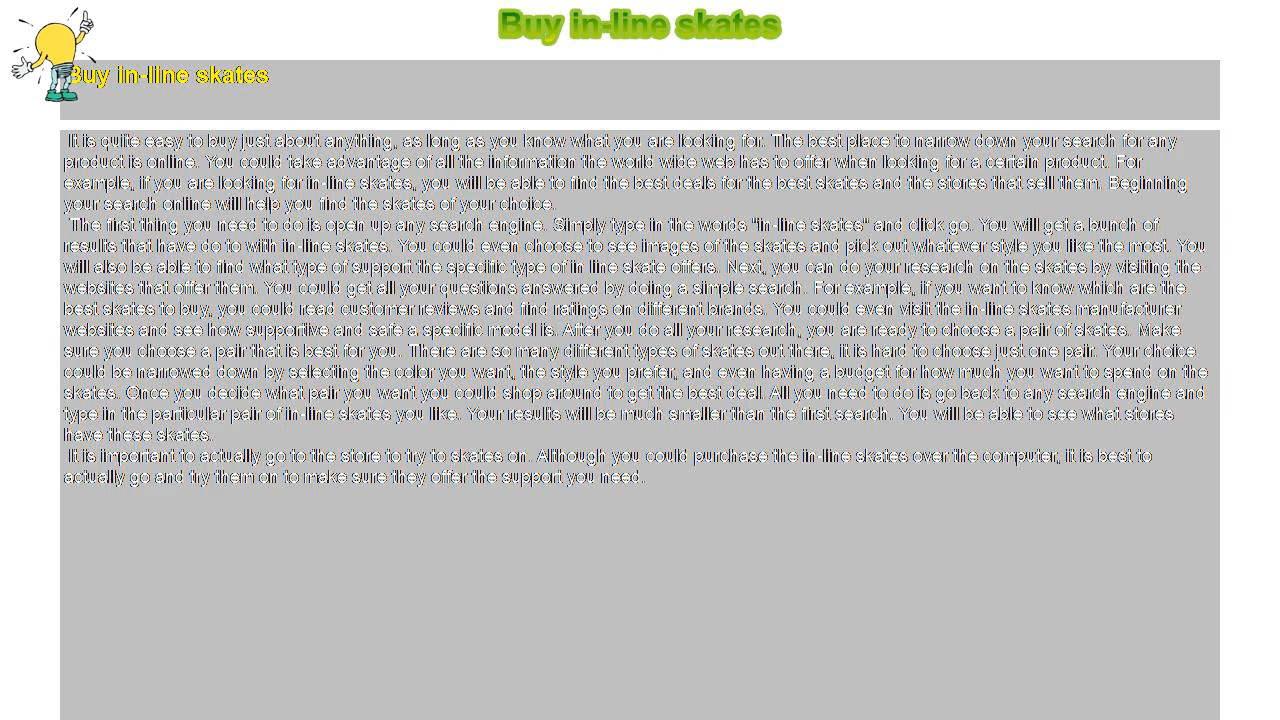 Buy in-line skates
Buy in-line skates
It is quite easy to buy just about anything, as long as you know what you are looking for. The best place to narrow down your search for any
product is online. You could take advantage of all the information the world wide web has to offer when looking for a certain product. For
example, if you are looking for in-line skates, you will be able to find the best deals for the best skates and the stores that sell them. Beginning
your search online will help you find the skates of your choice.
The first thing you need to do is open up any search engine. Simply type in the words "in-line skates" and click go. You will get a bunch of
results that have do to with in-line skates. You could even choose to see images of the skates and pick out whatever style you like the most. You
will also be able to find what type of support the specific type of in line skate offers. Next, you can do your research on the skates by visiting the
websites that offer them. You could get all your questions answered by doing a simple search. For example, if you want to know which are the
best skates to buy, you could read customer reviews and find ratings on different brands. You could even visit the in-line skates manufacturer
websites and see how supportive and safe a specific model is. After you do all your research, you are ready to choose a pair of skates. Make
sure you choose a pair that is best for you. There are so many different types of skates out there, it is hard to choose just one pair. Your choice
could be narrowed down by selecting the color you want, the style you prefer, and even having a budget for how much you want to spend on the
skates. Once you decide what pair you want you could shop around to get the best deal. All you need to do is go back to any search engine and
type in the particular pair of in-line skates you like. Your results will be much smaller than the first search. You will be able to see what stores
have these skates.
It is important to actually go to the store to try to skates on. Although you could purchase the in-line skates over the computer, it is best to
actually go and try them on to make sure they offer the support you need.